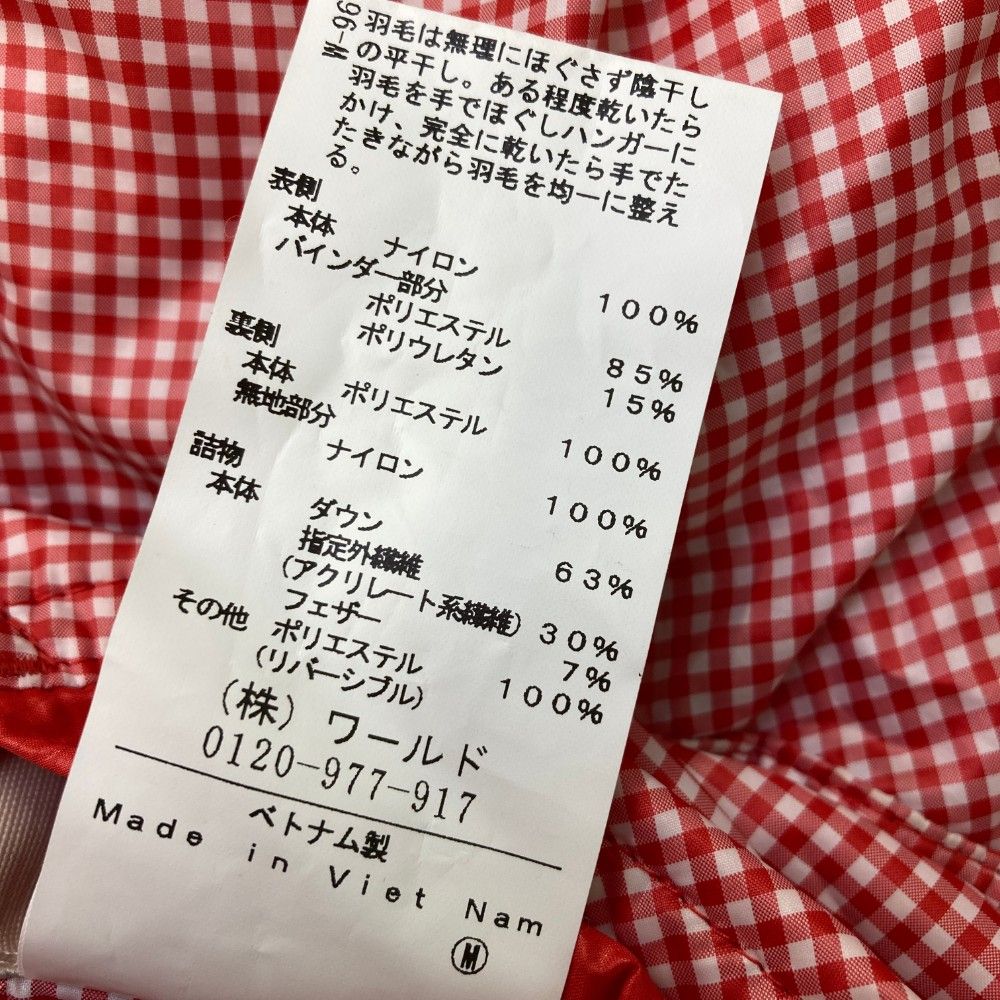 羽毛は無理にほぐさず陰干し
の平干し。ある程度乾いたら
羽毛を手でほぐしハンガーに
かけ、完全に乾いたら手でた
たきながら羽毛を均一に整え
る。
表側
本体 ナイロン 100%
バインダー部分
ポリエステル 85%
ポリウレタン 15%
裏側
本体 ポリエステル 100%
無地部分
ナイロン 100%
詰物
本体
ダウン 63%
指定外繊維
(アクリレート系繊維) 30%
フェザー 7%
その他 ポリエステル 100%
(リバーシブル)
(株) ワールド
0120-977-917
ベトナム製
Made in Viet Nam
M